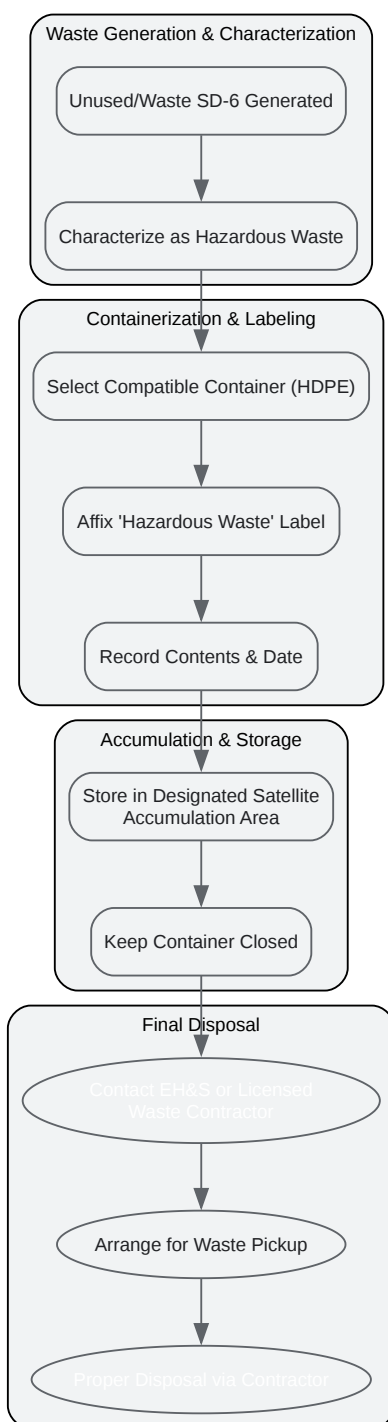 Waste Generation & Characterization
Unused/Waste SD-6 Generated
Characterize as Hazardous Waste
Containerization & Labeling
Select Compatible Container (HDPE)
Affix 'Hazardous Waste' Label
Record Contents & Date
Accumulation & Storage
Store in Designated Satellite
Accumulation Area
Keep Container Closed
Final Disposal
Contact EH&S or Licensed
Waste Contractor
Arrange for Waste Pickup
Proper Disposal via Contractor